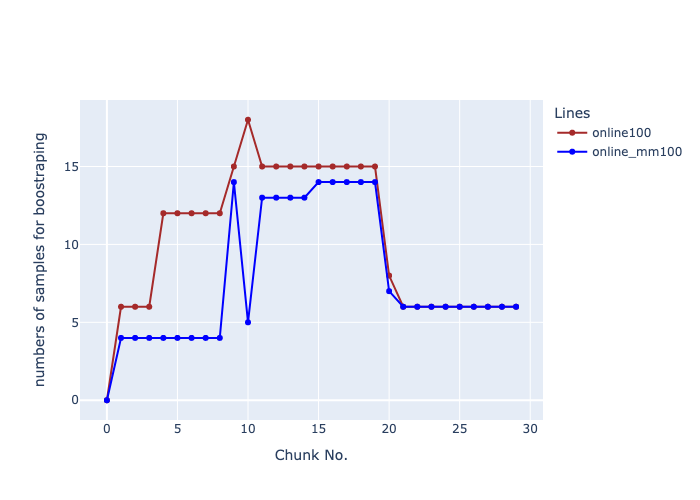 Lines
online100
online_mm100
numbers of samples for boostraping
15
10
5
0
0 5 10 15 20 25 30
Chunk No.